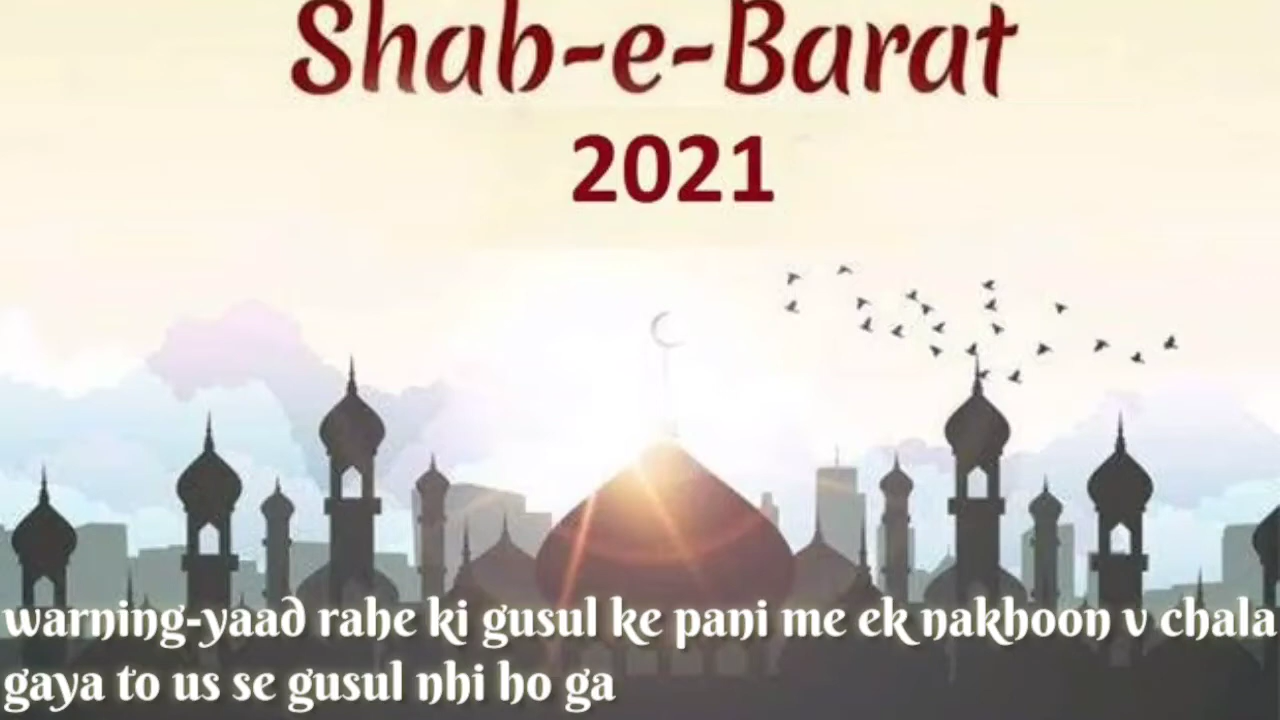 Shab-e-Barat
2021
warning-yaad rahe ki gusul ke pani me ek nakhoon v chala
gaya to us se gusul nhi ho ga